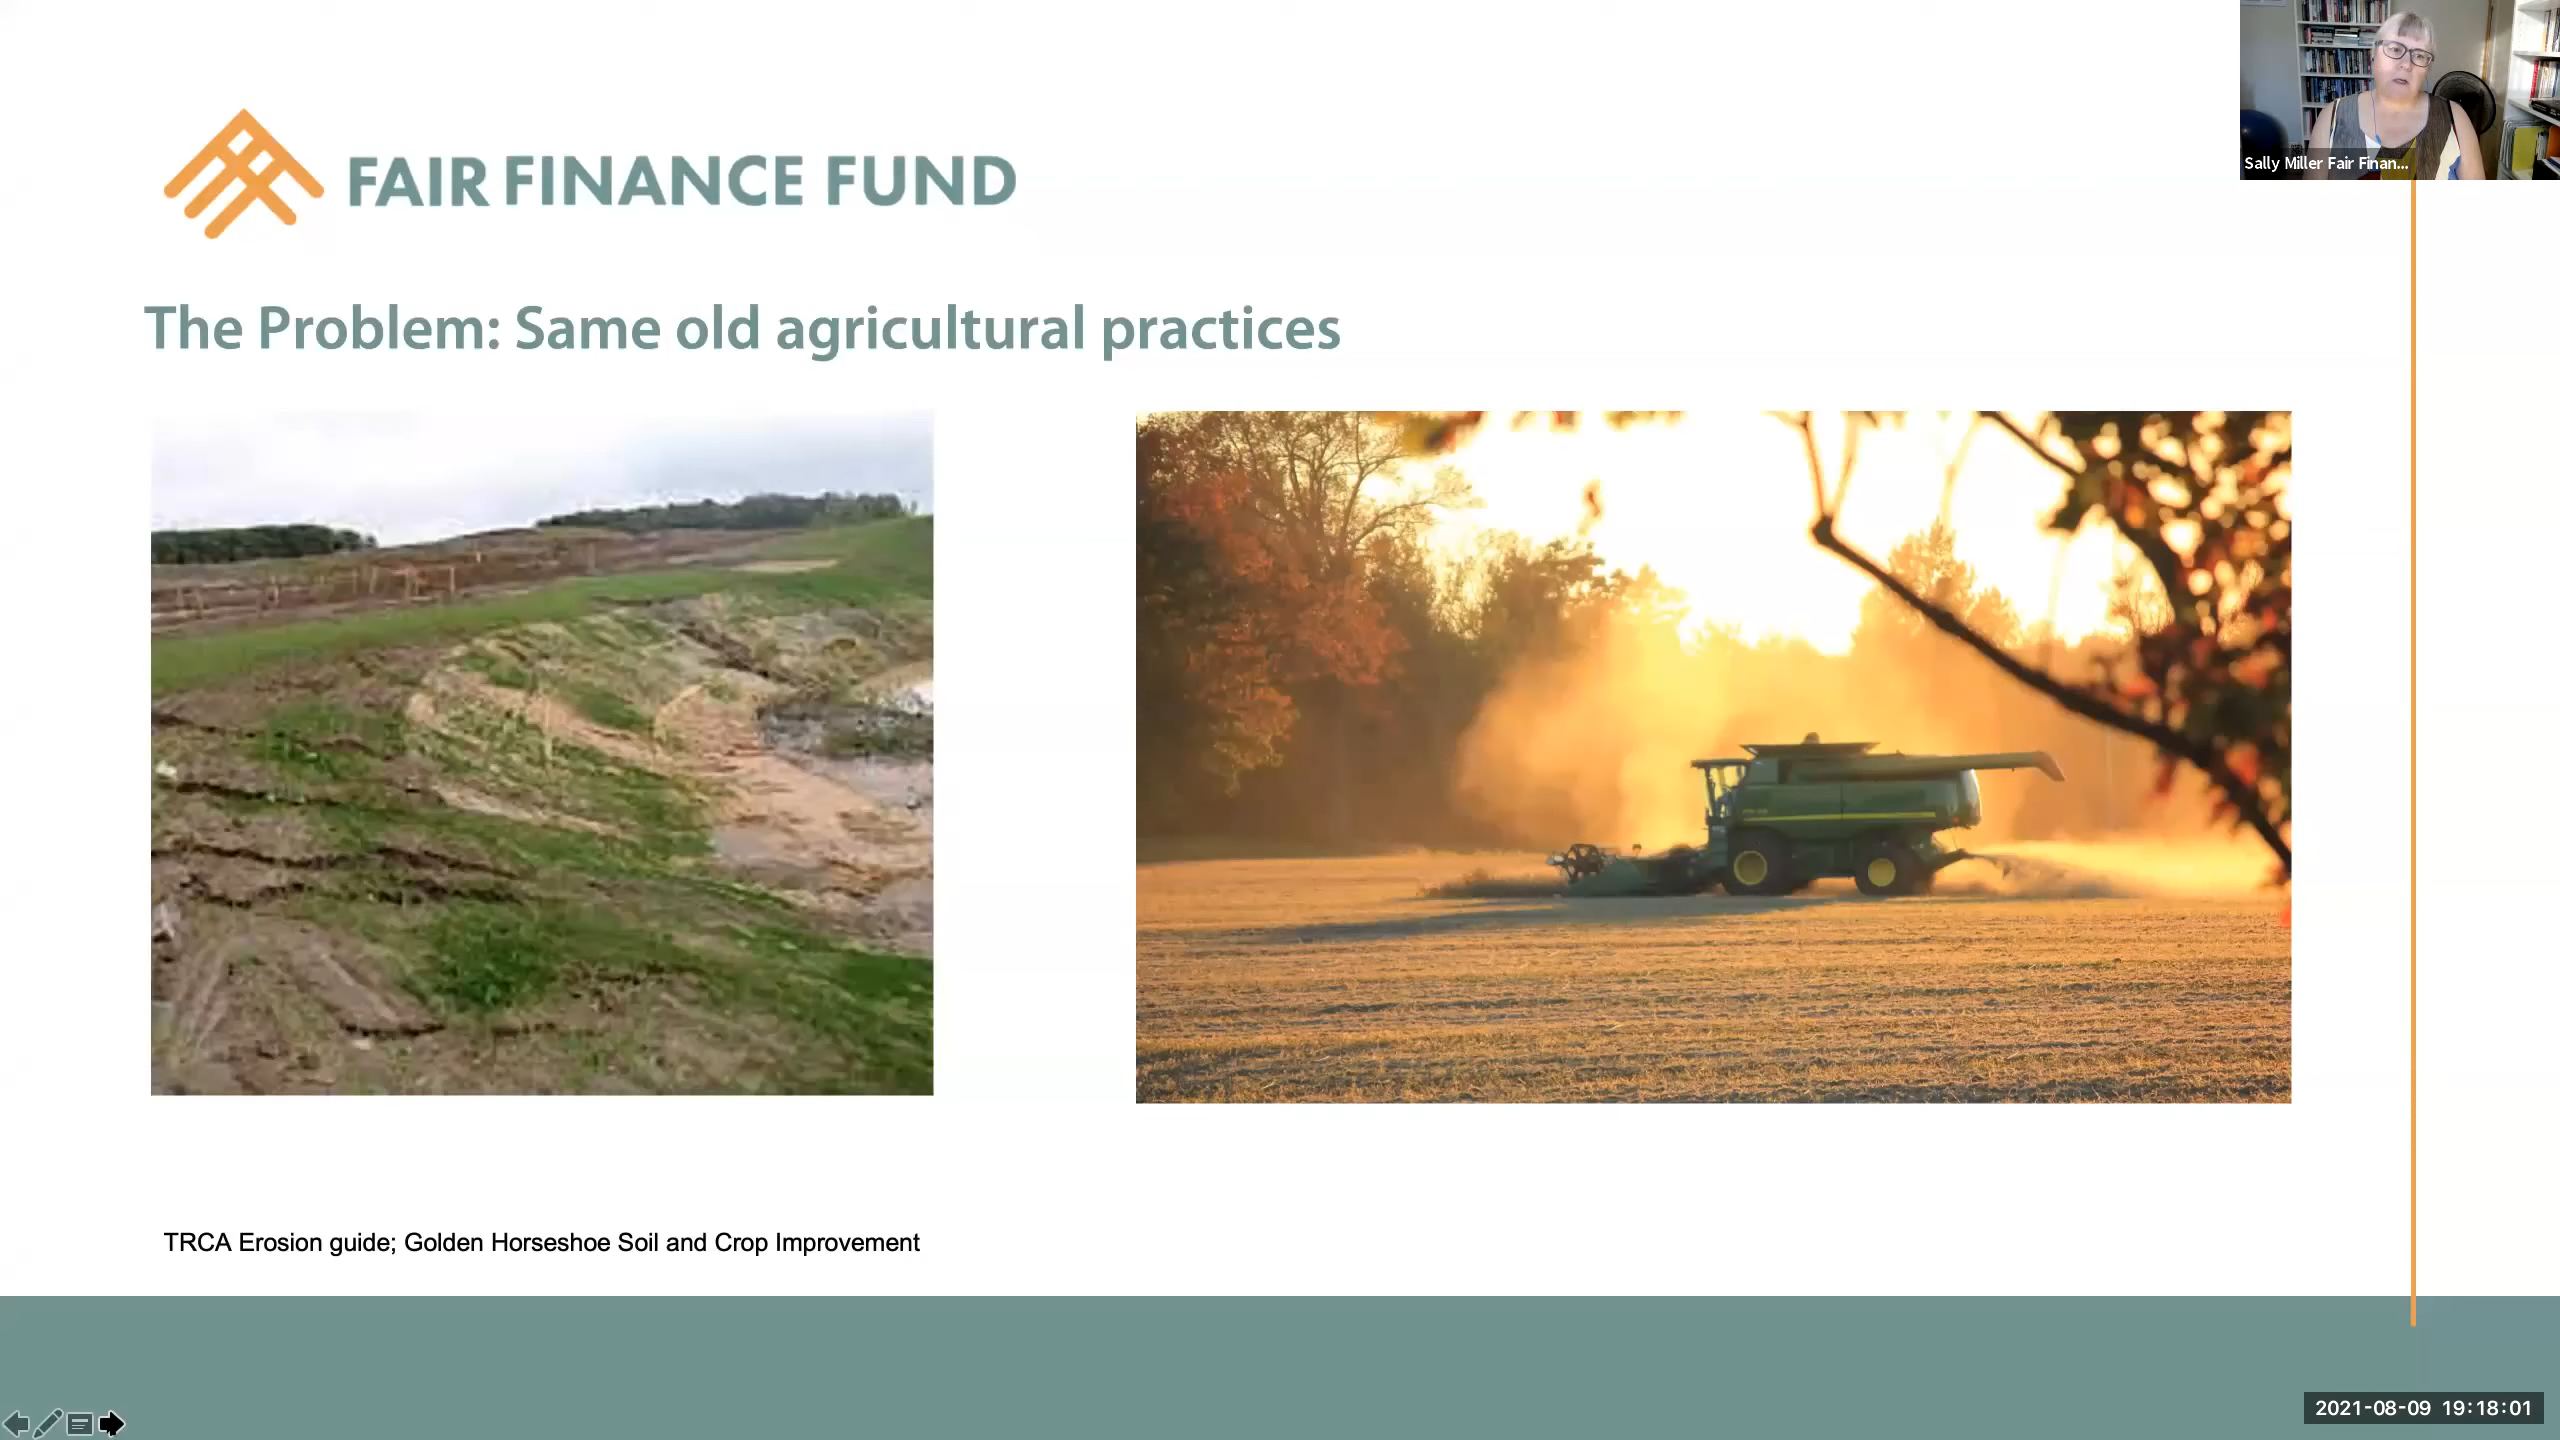 Sally Miller Fair Finan...
FAIR FINANCE FUND
The Problem: Same old agricultural practices
TRCA Erosion guide; Golden Horseshoe Soil and Crop Improvement
2021-08-09 19:18:01